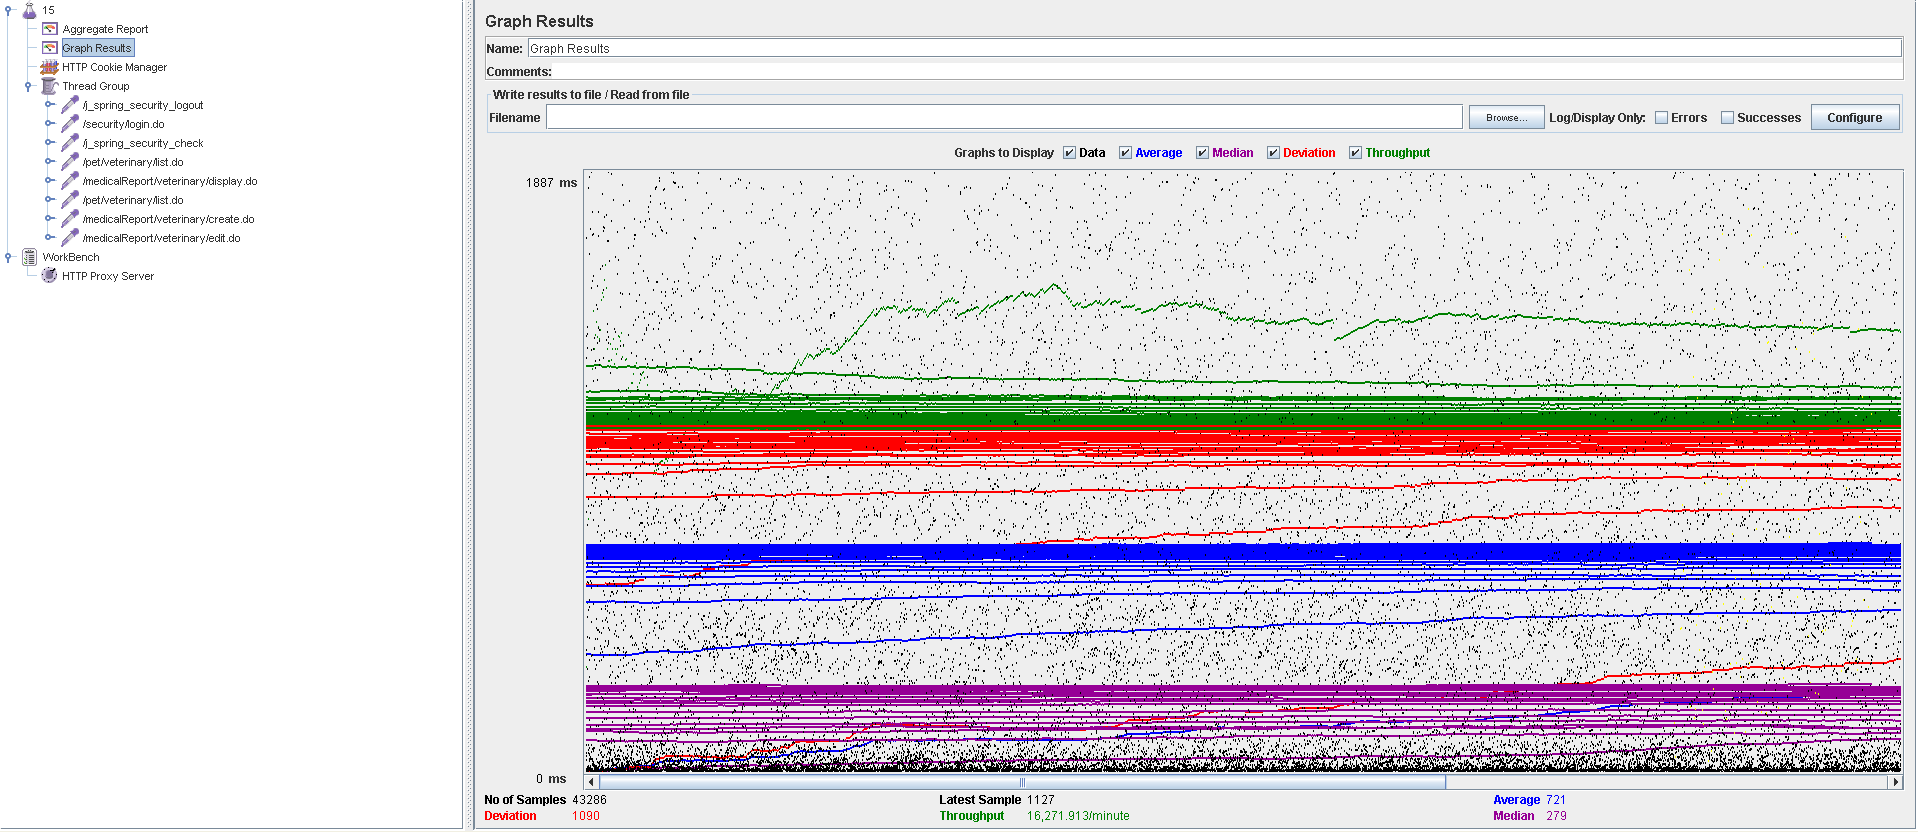 15
Aggregate Report
Graph Results
HTTP Cookie Manager
Thread Group
/j_spring_security_logout
/security/login.do
/j_spring_security_check
/pet/veterinary/list.do
/medicalReport/veterinary/display.do
/pet/veterinary/list.do
/medicalReport/veterinary/create.do
/medicalReport/veterinary/edit.do
WorkBench
HTTP Proxy Server
Graph Results
Name: Graph Results
Comments:
Write results to file / Read from file
Filename Browse... Log/Display Only: Errors Successes Configure
Graphs to Display Data Average Median Deviation Throughput
1887 ms
0 ms
No of Samples 43286 Latest Sample 1127 Average 721
Deviation 1090 Throughput 16,271.913/minute Median 279